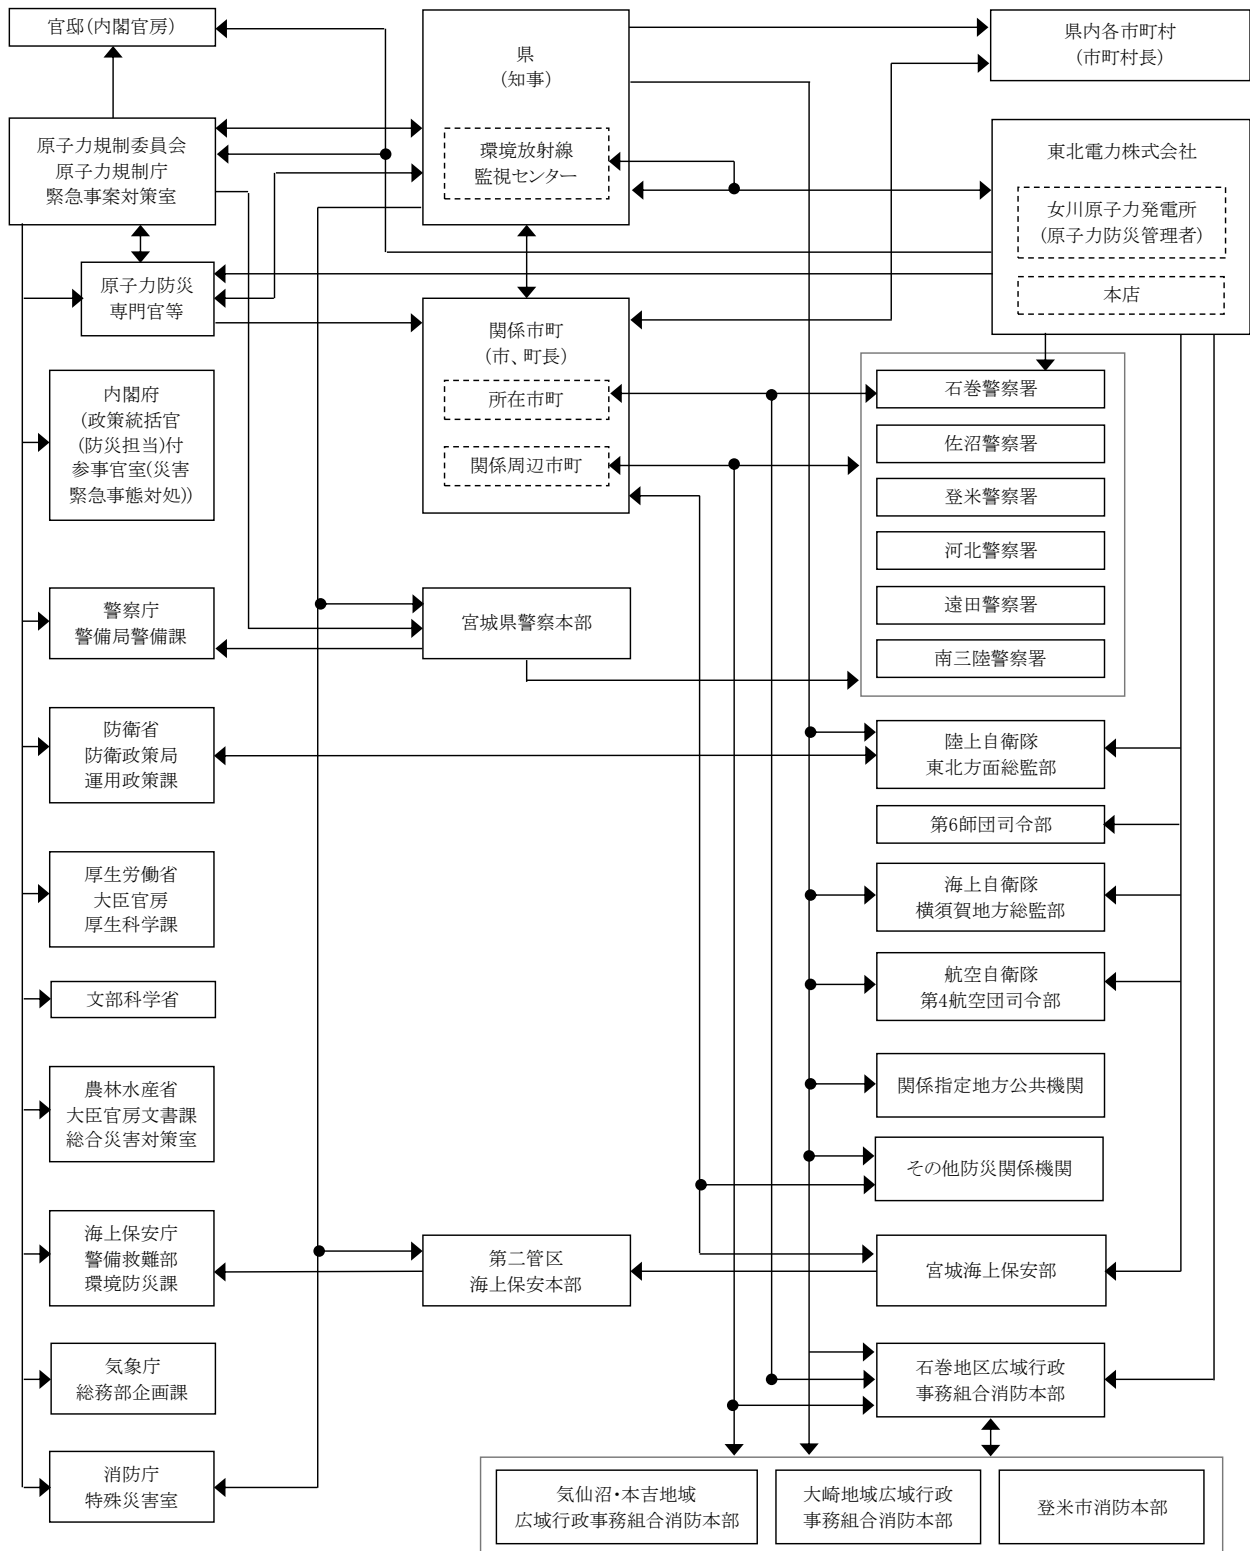 官邸(内閣官房)
原子力規制委員会
原子力規制庁
緊急事案対策室
原子力防災
専門官等
内閣府
(政策統括官
(防災担当)付
参事官室(災害
緊急事態対処))
警察庁
警備局警備課
防衛省
防衛政策局
運用政策課
厚生労働省
大臣官房
厚生科学課
文部科学省
農林水産省
大臣官房文書課
総合災害対策室
海上保安庁
警備救難部
環境防災課
気象庁
総務部企画課
消防庁
特殊災害室
県
(知事)
環境放射線
監視センター
関係市町
(市、町長)
所在市町
関係周辺市町
宮城県警察本部
第二管区
海上保安本部
県内各市町村
(市町村長)
東北電力株式会社
女川原子力発電所
(原子力防災管理者)
本店
石巻警察署
佐沼警察署
登米警察署
河北警察署
遠田警察署
南三陸警察署
陸上自衛隊
東北方面総監部
第6師団司令部
海上自衛隊
横須賀地方総監部
航空自衛隊
第4航空団司令部
関係指定地方公共機関
その他防災関係機関
宮城海上保安部
石巻地区広域行政
事務組合消防本部
気仙沼・本吉地域
広域行政事務組合消防本部
大崎地域広域行政
事務組合消防本部
登米市消防本部